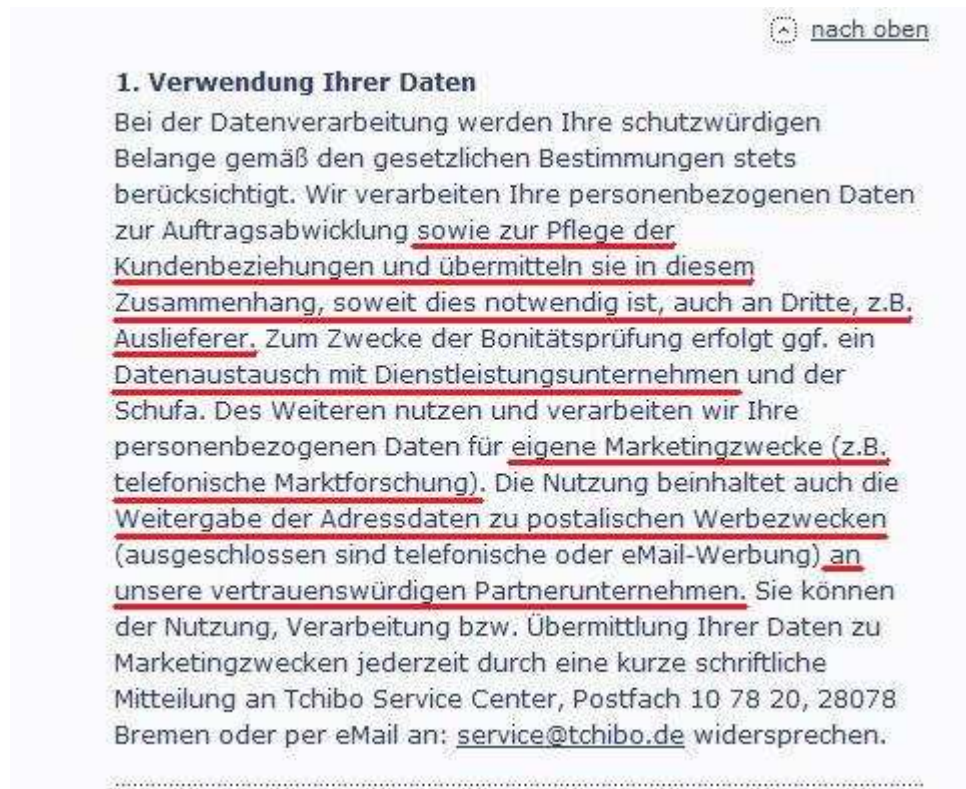 nach oben
1. Verwendung Ihrer Daten
Bei der Datenverarbeitung werden Ihre schutzwürdigen
Belange gemäß den gesetzlichen Bestimmungen stets
berücksichtigt. Wir verarbeiten Ihre personenbezogenen Daten
zur Auftragsabwicklung sowie zur Pflege der
Kundenbeziehungen und übermitteln sie in diesem
Zusammenhang, soweit dies notwendig ist, auch an Dritte, z.B.
Auslieferer. Zum Zwecke der Bonitätsprüfung erfolgt ggf. ein
Datenaustausch mit Dienstleistungsunternehmen und der
Schufa. Des Weiteren nutzen und verarbeiten wir Ihre
personenbezogenen Daten für eigene Marketingzwecke (z.B.
telefonische Marktforschung). Die Nutzung beinhaltet auch die
Weitergabe der Adressdaten zu postalischen Werbezwecken
(ausgeschlossen sind telefonische oder eMail-Werbung) an
unsere vertrauenswürdigen Partnerunternehmen. Sie können
der Nutzung, Verarbeitung bzw. Übermittlung Ihrer Daten zu
Marketingzwecken jederzeit durch eine kurze schriftliche
Mitteilung an Tchibo Service Center, Postfach 10 78 20, 28078
Bremen oder per eMail an: service@tchibo.de widersprechen.